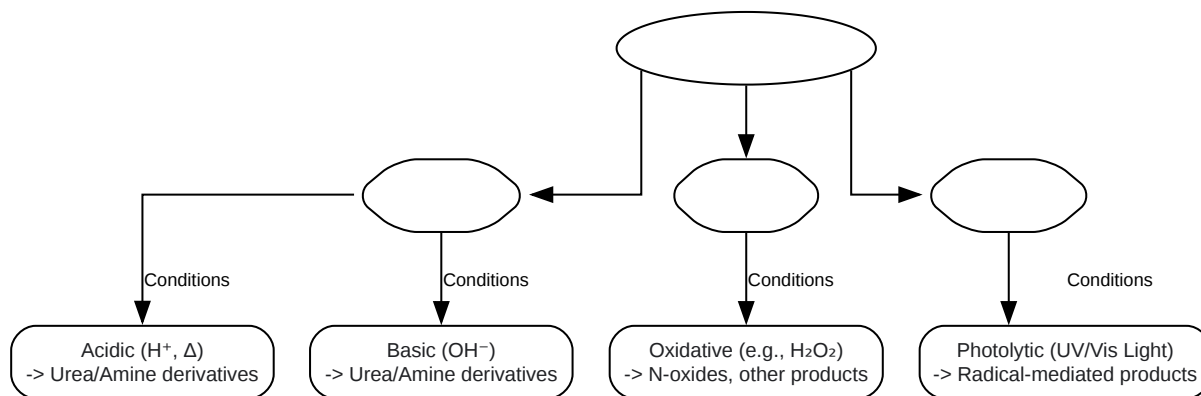 Conditions
Conditions
Conditions
Conditions
Acidic (H⁺, Δ)
-> Urea/Amine derivatives
Basic (OH⁻)
-> Urea/Amine derivatives
Oxidative (e.g., H₂O₂)
-> N-oxides, other products
Photolytic (UV/Vis Light)
-> Radical-mediated products